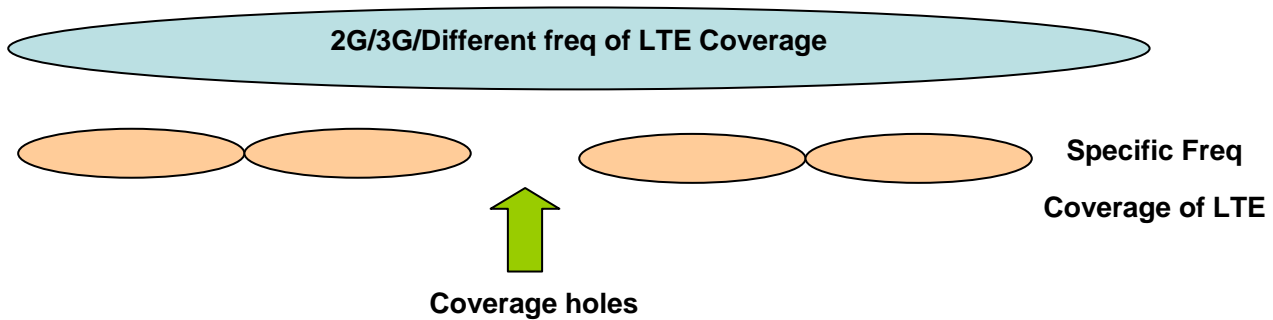 2G/3G/Different freq of LTE Coverage
Specific Freq
Coverage of LTE
Coverage holes